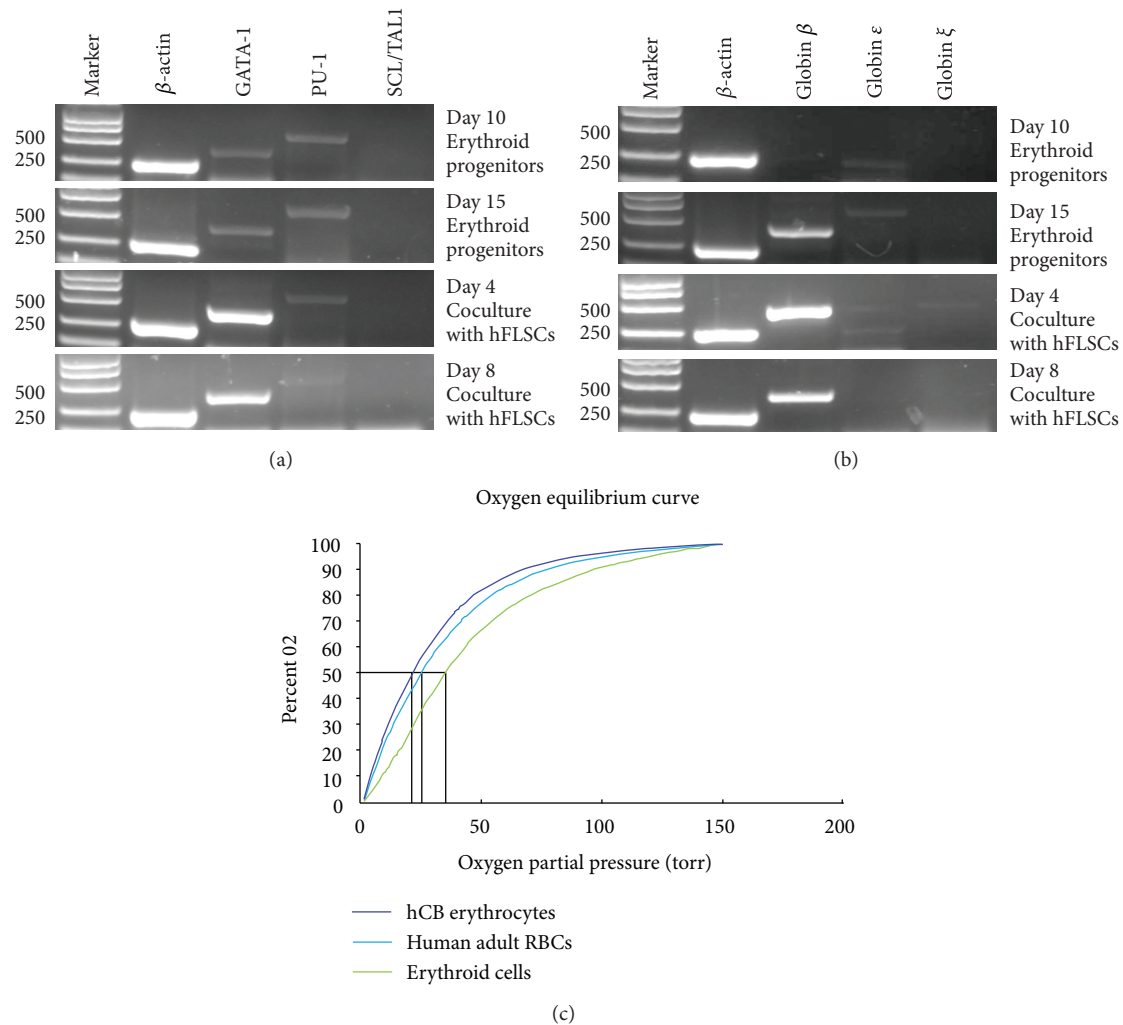 Marker
β-actin
GATA-1
PU-1
SCL/TAL1
500
250
Day 10
Erythroid
progenitors
500
250
Day 15
Erythroid
progenitors
500
250
Day 4
Coculture
with hFLSCs
500
250
Day 8
Coculture
with hFLSCs
(a)
Marker
β-actin
Globin β
Globin ε
Globin ξ
500
250
Day 10
Erythroid
progenitors
500
250
Day 15
Erythroid
progenitors
500
250
Day 4
Coculture
with hFLSCs
500
250
Day 8
Coculture
with hFLSCs
(b)
Oxygen equilibrium curve
100
90
80
70
60
50
40
30
20
10
0
Percent 02
0
50
100
150
200
Oxygen partial pressure (torr)
hCB erythrocytes
Human adult RBCs
Erythroid cells
(c)